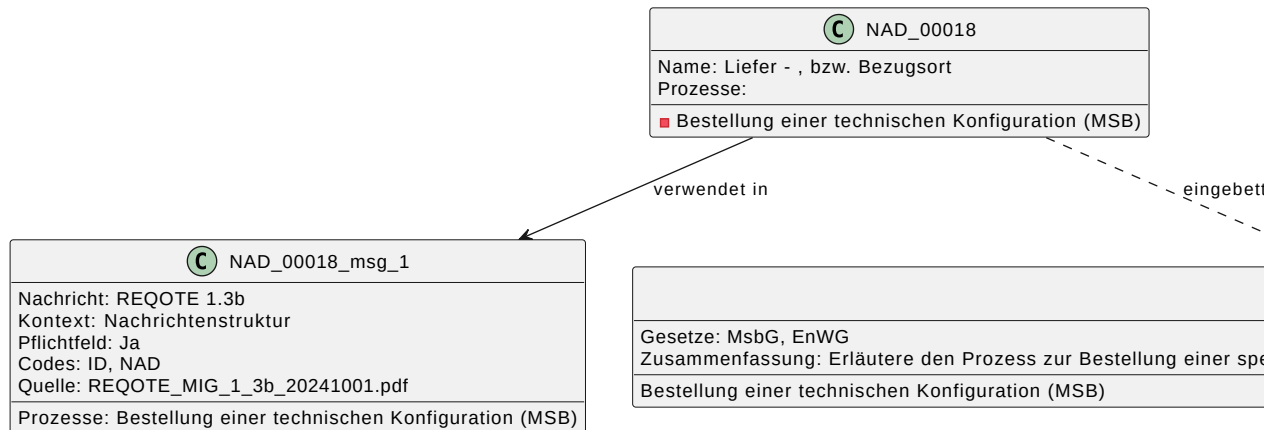 C NAD_00018
Name: Liefer - , bzw. Bezugsort
Prozesse:
Bestellung einer technischen Konfiguration (MSB)
verwendet in
eingebett
C NAD_00018_msg_1
Nachricht: REQOTE 1.3b
Kontext: Nachrichtenstruktur
Pflichtfeld: Ja
Codes: ID, NAD
Quelle: REQOTE_MIG_1_3b_20241001.pdf
Prozesse: Bestellung einer technischen Konfiguration (MSB)
Gesetze: MsbG, EnWG
Zusammenfassung: Erläutere den Prozess zur Bestellung einer spe
Bestellung einer technischen Konfiguration (MSB)